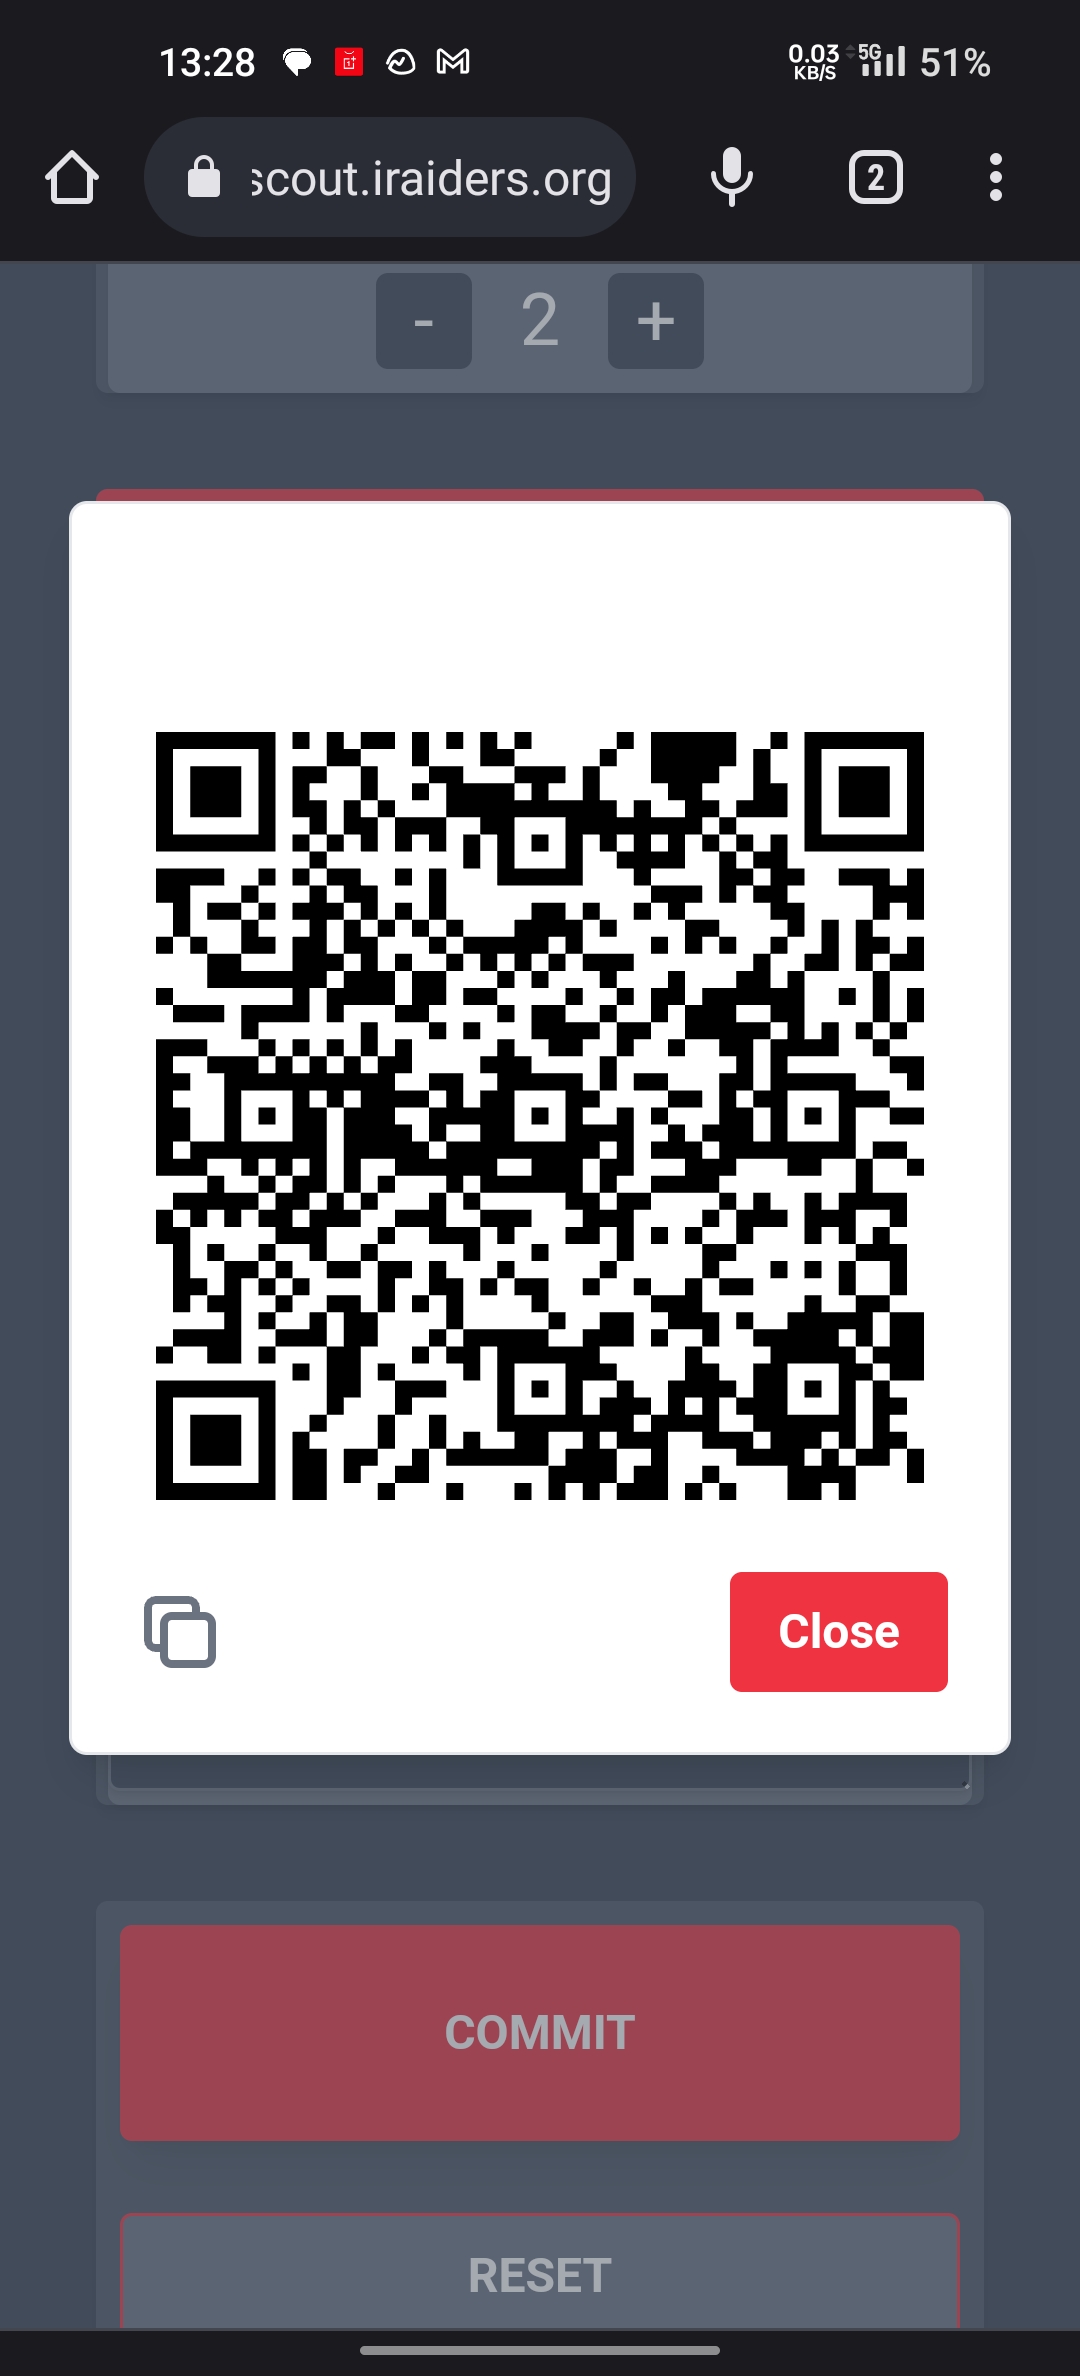 13:28
0.03
KB/S
5G
51%
scout.iraiders.org
2
- 2 +
Close
COMMIT
RESET